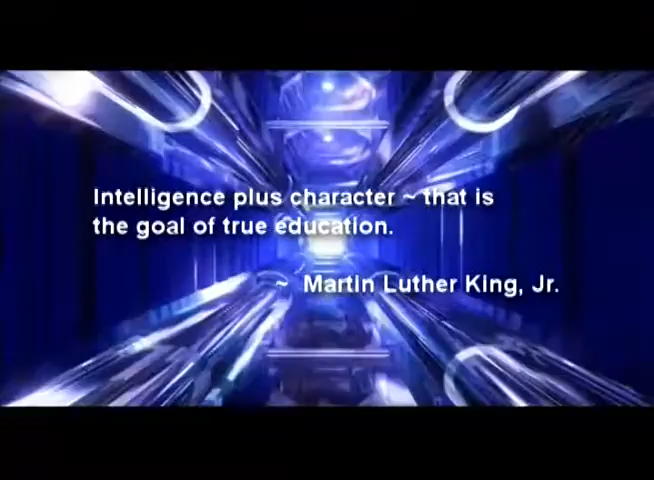 Intelligence plus character ~ that is
the goal of true education.
~ Martin Luther King, Jr.